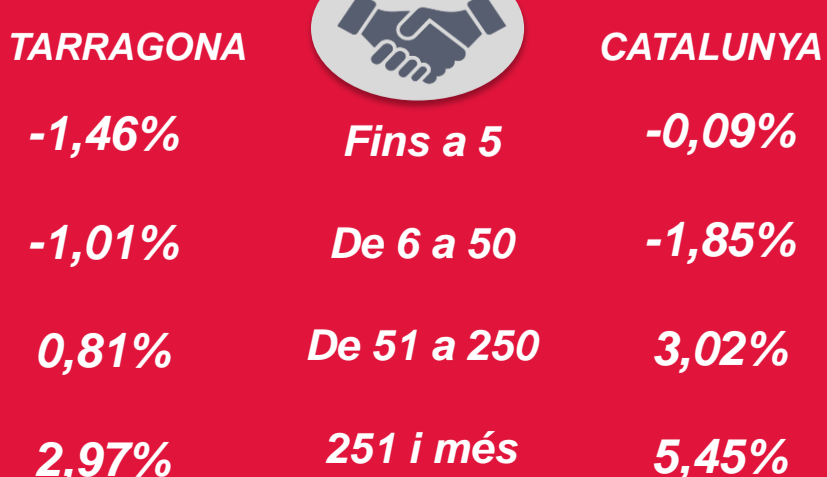 TARRAGONA CATALUNYA
-1,46% Fins a 5 -0,09%
-1,01% De 6 a 50 -1,85%
0,81% De 51 a 250 3,02%
2,97% 251 i més 5,45%